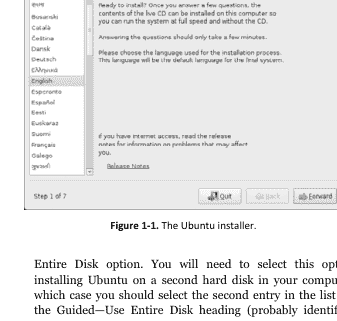 Ready to install? Once you answer a few questions, the
contents of the live CD can be installed on this computer so
you can run the system at full speed and without the CD.
Answering the questions should only take a few minutes.
Please choose the language used for the installation process.
This language will be the default language for the final system.
Bosanski
Català
Čeština
Dansk
Deutsch
Ελληνικά
English
Esperanto
Español
Eesti
Euskaraz
Suomi
Français
Galego
If you have internet access, read the release
notes for information on problems that may affect
you.
Release Notes
Step 1 of 7
Quit
Back
Forward
Figure 1-1. The Ubuntu installer.
Entire Disk option. You will need to select this opt
installing Ubuntu on a second hard disk in your compu
which case you should select the second entry in the list
the Guided—Use Entire Disk heading (probably identif